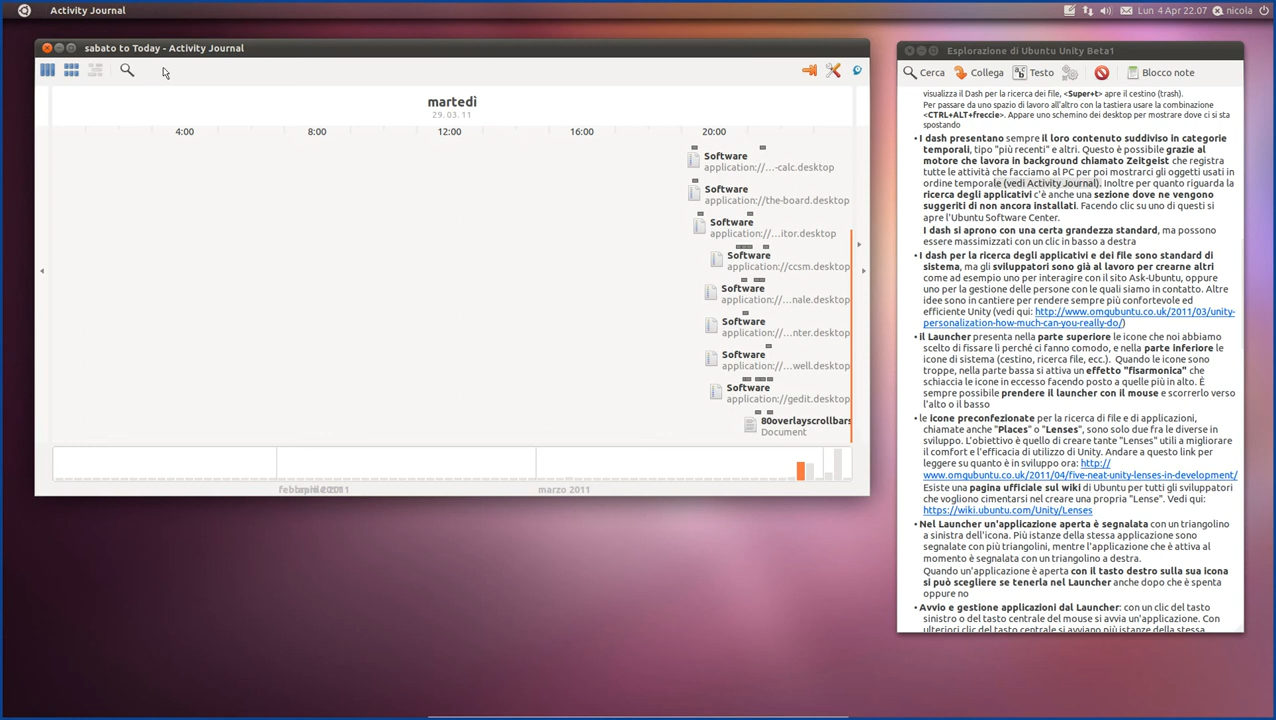 Activity Journal
Lun 4 Apr 22.07 nicola
sabato to Today - Activity Journal
martedì
29. 03. 11
4:00 8:00 12:00 16:00 20:00
Software
application://...-calc.desktop
Software
application://the-board.desktop
Software
application://...itor.desktop
Software
application://ccsm.desktop
Software
application://...nale.desktop
Software
application://...nter.desktop
Software
application://...well.desktop
Software
application://gedit.desktop
80overlayscrollbars
Document
marzo 2011
Esplorazione di Ubuntu Unity Beta1
Cerca Collega Testo Blocco note
visualizza il Dash per la ricerca dei file, <Super+t> apre il cestino (trash).
Per passare da uno spazio di lavoro all'altro con la tastiera usare la combinazione
<CTRL+ALT+freccie>. Appare uno schemino dei desktop per mostrare dove ci si sta
spostando
• I dash presentano sempre il loro contenuto suddiviso in categorie
temporali, tipo "più recenti" e altri. Questo è possibile grazie al
motore che lavora in background chiamato Zeitgeist che registra
tutte le attività che facciamo al PC per poi mostrarci gli oggetti usati in
ordine temporale (vedi Activity Journal). Inoltre per quanto riguarda la
ricerca degli applicativi c'è anche una sezione dove ne vengono
suggeriti di non ancora installati. Facendo clic su uno di questi si
apre l'Ubuntu Software Center.
I dash si aprono con una certa grandezza standard, ma possono
essere massimizzati con un clic in basso a destra
• I dash per la ricerca degli applicativi e dei file sono standard di
sistema, ma gli sviluppatori sono già al lavoro per crearne altri
come ad esempio uno per interagire con il sito Ask-Ubuntu, oppure
uno per la gestione delle persone con le quali siamo in contatto. Altre
idee sono in cantiere per rendere sempre più confortevole ed
efficiente Unity (vedi qui: http://www.omgubuntu.co.uk/2011/03/unity-
personalization-how-much-can-you-really-do/)
• il Launcher presenta nella parte superiore le icone che noi abbiamo
scelto di fissare lì perché ci fanno comodo, e nella parte inferiore le
icone di sistema (cestino, ricerca file, ecc.). Quando le icone sono
troppe, nella parte bassa si attiva un effetto "fisarmonica" che
schiaccia le icone in eccesso facendo posto a quelle più in alto. È
sempre possibile prendere il launcher con il mouse e scorrerlo verso
l'alto o il basso
• le icone preconfezionate per la ricerca di file e di applicazioni,
chiamate anche "Places" o "Lenses", sono solo due fra le diverse in
sviluppo. L'obiettivo è quello di creare tante "Lenses" utili a migliorare
il comfort e l'efficacia di utilizzo di Unity. Andare a questo link per
leggere su quanto è in sviluppo ora: http://
www.omgubuntu.co.uk/2011/04/five-neat-unity-lenses-in-development/
Esiste una pagina ufficiale sul wiki di Ubuntu per tutti gli sviluppatori
che vogliono cimentarsi nel creare una propria "Lense". Vedi qui:
https://wiki.ubuntu.com/Unity/Lenses
• Nel Launcher un'applicazione aperta è segnalata con un triangolino
a sinistra dell'icona. Più istanze della stessa applicazione sono
segnalate con più triangolini, mentre l'applicazione che è attiva al
momento è segnalata con un triangolino a destra.
Quando un'applicazione è aperta con il tasto destro sulla sua icona
si può scegliere se tenerla nel Launcher anche dopo che è spenta
oppure no
• Avvio e gestione applicazioni dal Launcher: con un clic del tasto
sinistro o del tasto centrale del mouse si avvia un'applicazione. Con
ulteriori clic del tasto centrale si avviano più istanze della stessa